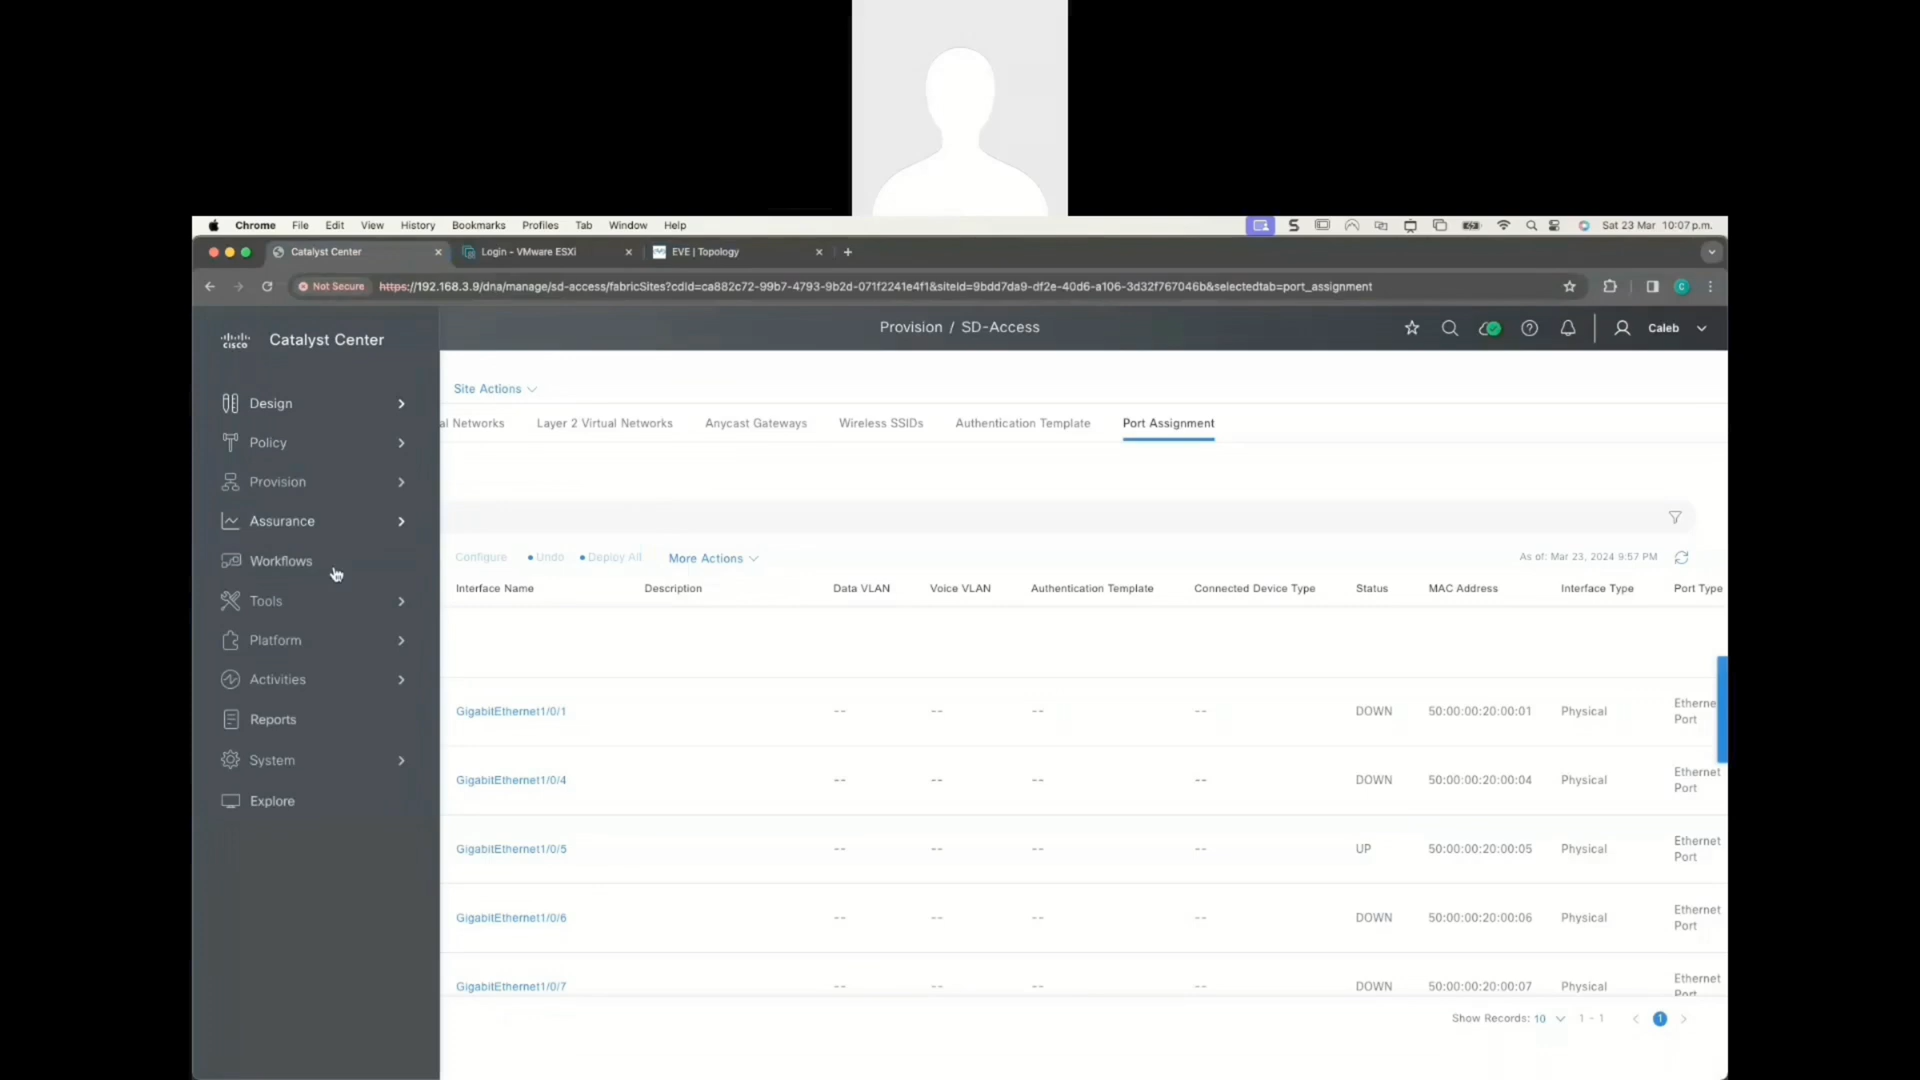 Chrome File Edit View History Bookmarks Profiles Tab Window Help Sat 23 Mar 10:07 p.m.
Catalyst Center Login - VMware ESXi EVE | Topology
Not Secure https://192.168.3.9/dna/manage/sd-access/fabricSites?cdId=ca882c72-99b7-4793-9b2d-071f2241e4f1&siteId=9bdd7da9-df2e-40d6-a106-3d32f767046b&selectedtab=port_assignment
CISCO Catalyst Center Provision / SD-Access Caleb
Design
Policy
Provision
Assurance
Workflows
Tools
Platform
Activities
Reports
System
Explore
Site Actions
al Networks Layer 2 Virtual Networks Anycast Gateways Wireless SSIDs Authentication Template Port Assignment
Configure Undo Deploy All More Actions As of: Mar 23, 2024 9:57 PM
Interface Name Description Data VLAN Voice VLAN Authentication Template Connected Device Type Status MAC Address Interface Type Port Type
GigabitEthernet1/0/1 -- -- -- -- DOWN 50:00:00:20:00:01 Physical Etherne
Port
GigabitEthernet1/0/4 -- -- -- -- DOWN 50:00:00:20:00:04 Physical Ethernet
Port
GigabitEthernet1/0/5 -- -- -- -- UP 50:00:00:20:00:05 Physical Ethernet
Port
GigabitEthernet1/0/6 -- -- -- -- DOWN 50:00:00:20:00:06 Physical Ethernet
Port
GigabitEthernet1/0/7 -- -- -- -- DOWN 50:00:00:20:00:07 Physical Ethernet
Port
Show Records: 10 1 - 1 1